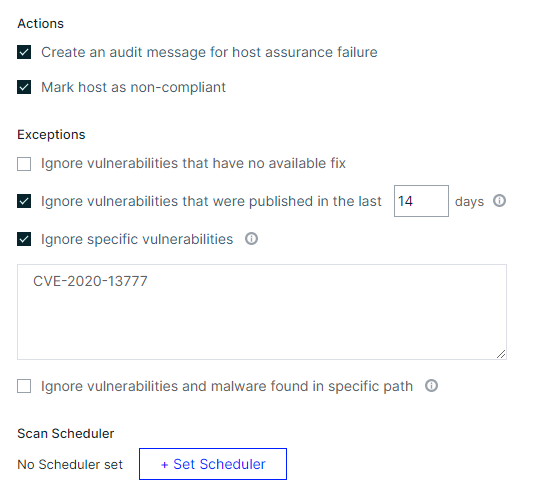 Actions
Create an audit message for host assurance failure
Mark host as non-compliant
Exceptions
Ignore vulnerabilities that have no available fix
Ignore vulnerabilities that were published in the last 14 days
Ignore specific vulnerabilities
CVE-2020-13777
Ignore vulnerabilities and malware found in specific path
Scan Scheduler
No Scheduler set + Set Scheduler